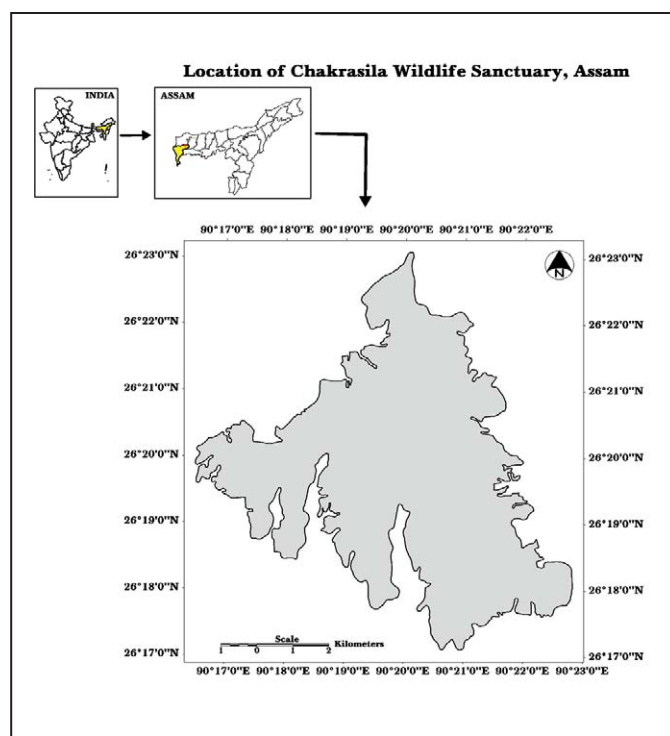 Location of Chakrasila Wildlife Sanctuary, Assam
INDIA
ASSAM
90°17'0"E 90°18'0"E 90°19'0"E 90°20'0"E 90°21'0"E 90°22'0"E
26°23'0"N 26°23'0"N
N
26°22'0"N 26°22'0"N
26°21'0"N 26°21'0"N
26°20'0"N 26°20'0"N
26°19'0"N 26°19'0"N
26°18'0"N 26°18'0"N
Scale
Kilometers
1 0 1 2
26°17'0"N 26°17'0"N
90°17'0"E 90°18'0"E 90°19'0"E 90°20'0"E 90°21'0"E 90°22'0"E 90°23'0"E